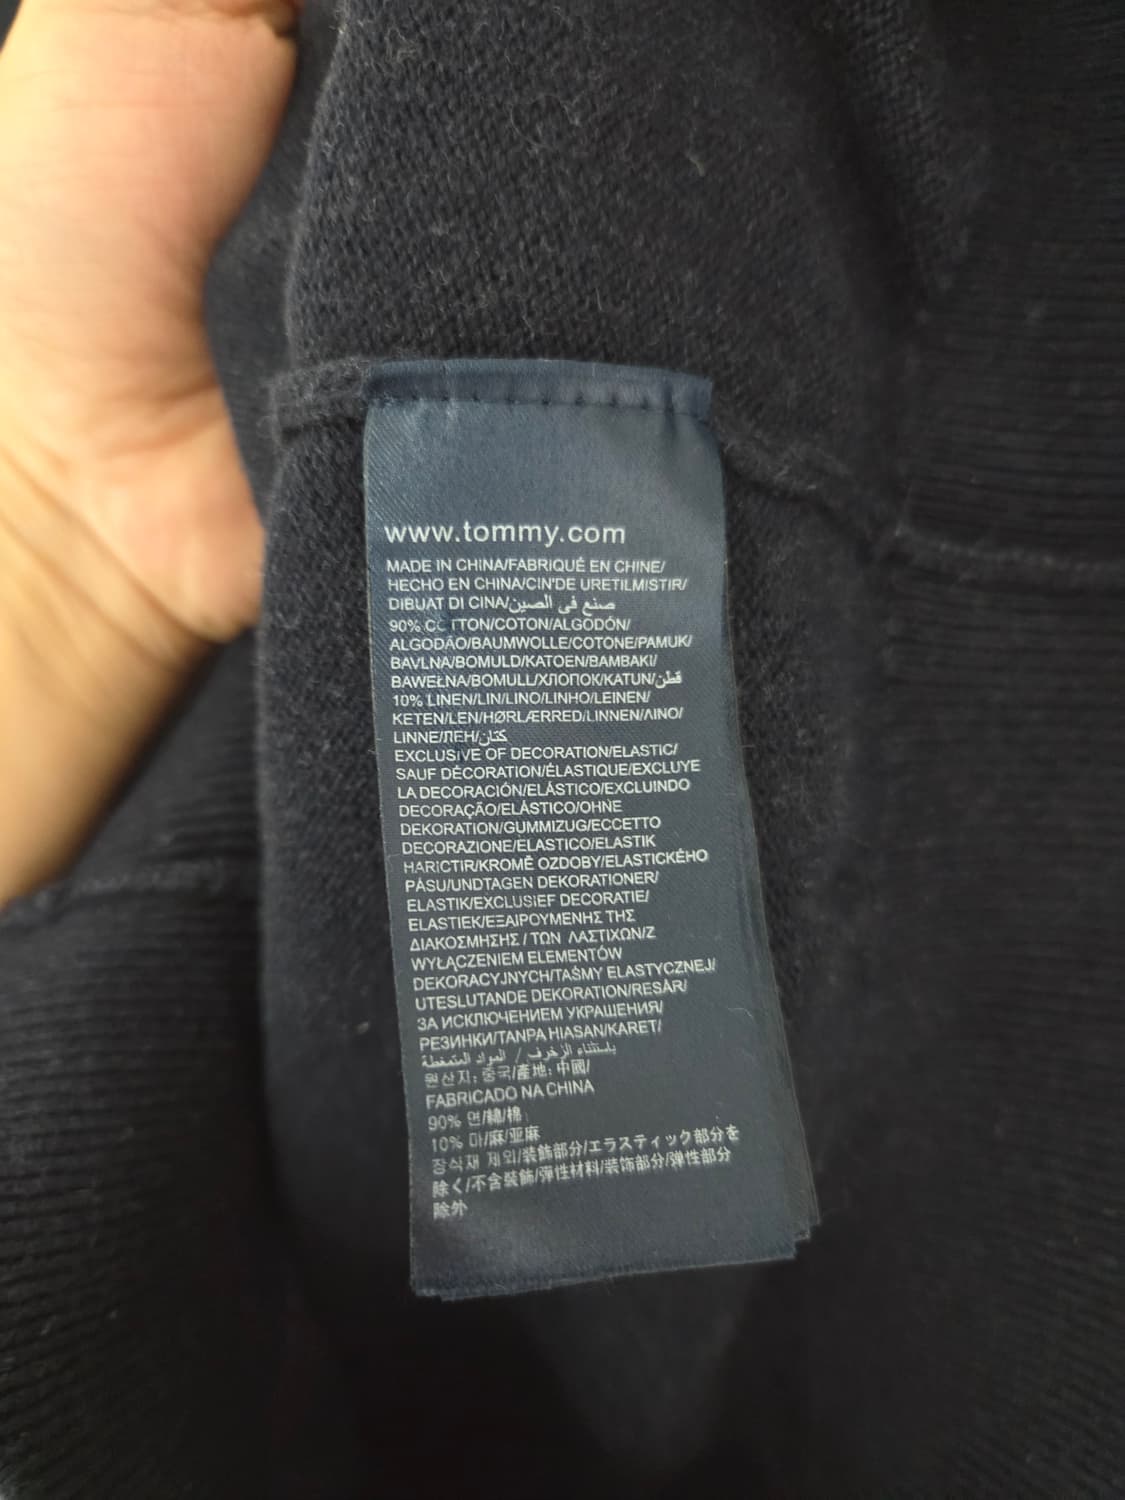 www.tommy.com
MADE IN CHINA/FABRIQUÉ EN CHINE/
HECHO EN CHINA/CIN'DE URETILMISTIR/
DIBUAT DI CINA/صنع في الصين
90% COTTON/COTON/ALGODÓN/
ALGODÃO/BAUMWOLLE/COTONE/PAMUK/
BAVLNA/BOMULD/KATOEN/BAMBAKI/
BAWEŁNA/BOMULL/ХЛОПОК/KATUN/قطن
10% LINEN/LIN/LINO/LINHO/LEINEN/
KETEN/LEN/HØRLÆRRED/LINNEN/ΛΙΝΟ/
LINNE/ЛЕН/كتان
EXCLUSIVE OF DECORATION/ELASTIC/
SAUF DÉCORATION/ÉLASTIQUE/EXCLUYE
LA DECORACIÓN/ELÁSTICO/EXCLUINDO
DECORAÇÃO/ELÁSTICO/OHNE
DEKORATION/GUMMIZUG/ECCETTO
DECORAZIONE/ELASTICO/ELASTIK
HARICTIR/KROMĚ OZDOBY/ELASTICKÉHO
PÁSU/UNDTAGEN DEKORATIONER/
ELASTIK/EXCLUSIEF DECORATIE/
ELASTIEK/ΕΞΑΙΡΟΥΜΕΝΗΣ ΤΗΣ
ΔΙΑΚΟΣΜΗΣΗΣ / ΤΩΝ ΛΑΣΤΙΧΩΝ/Z
WYŁĄCZENIEM ELEMENTÓW
DEKORACYJNYCH/TAŚMY ELASTYCZNEJ/
UTESLUTANDE DEKORATION/RESÅR/
ЗА ИСКЛЮЧЕНИЕМ УКРАШЕНИЯ/
РЕЗИНКИ/TANPA HIASAN/KARET/
باستثناء الزخرف / المواد المتمغطة
원산지: 중국/產地: 中國/
FABRICADO NA CHINA
90% 면/綿/棉
10% 마/麻/亚麻
장식재 제외/装飾部分/エラスティック部分を
除く/不含裝飾/彈性材料/装饰部分/弹性部分
除外